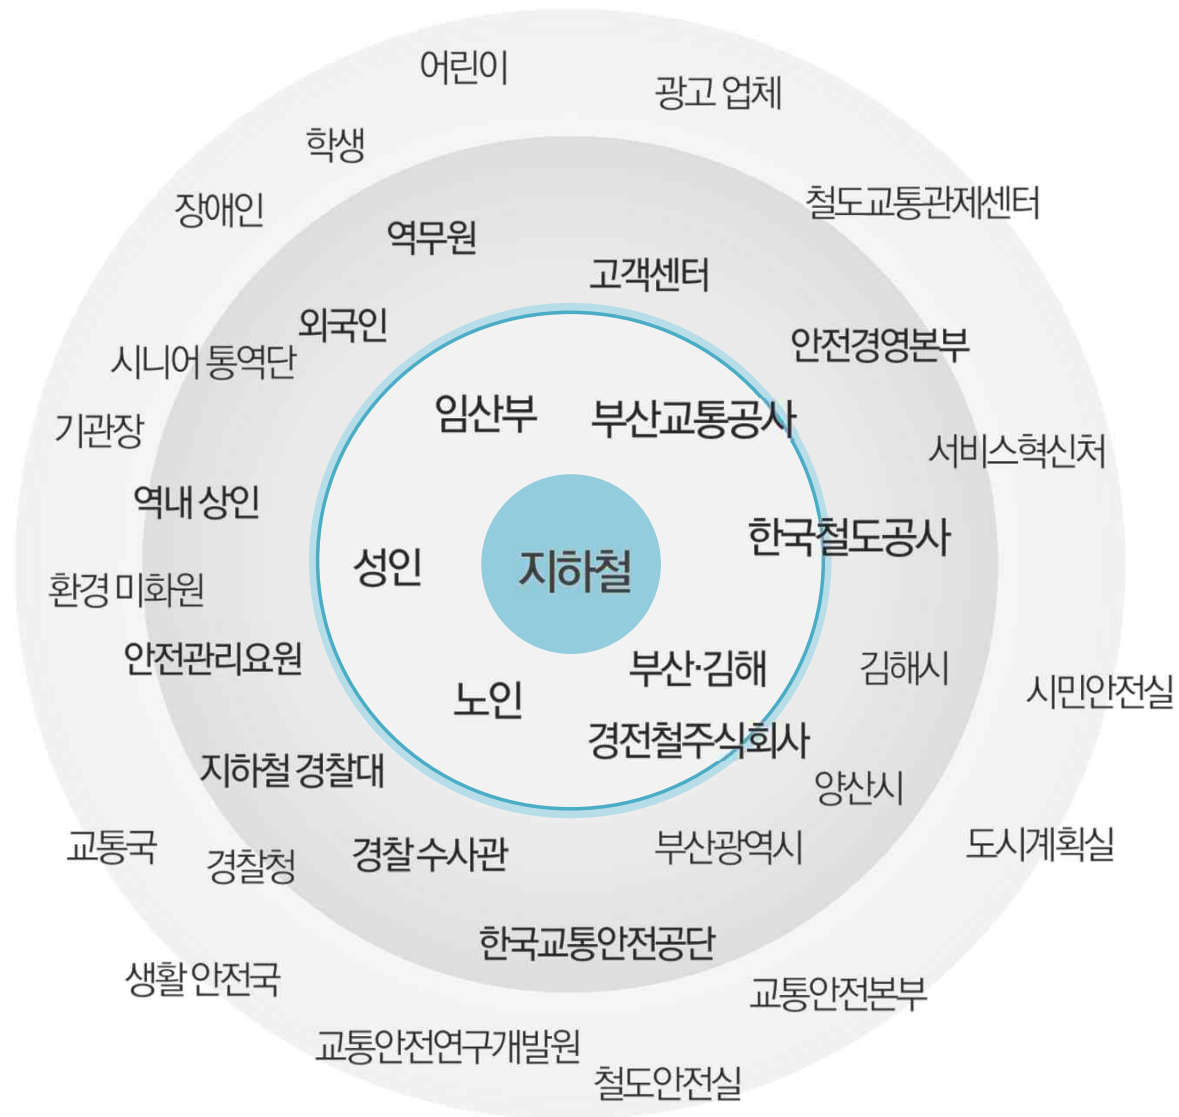 어린이
광고 업체
학생
장애인
철도교통관제센터
역무원
고객센터
외국인
안전경영본부
시니어 통역단
기관장
임산부
부산교통공사
서비스혁신처
역내 상인
한국철도공사
성인
지하철
환경 미화원
안전관리요원
노인
부산·김해
경전철주식회사
김해시
시민안전실
지하철 경찰대
양산시
교통국
경찰청
경찰 수사관
부산광역시
도시계획실
한국교통안전공단
생활 안전국
교통안전본부
교통안전연구개발원
철도안전실